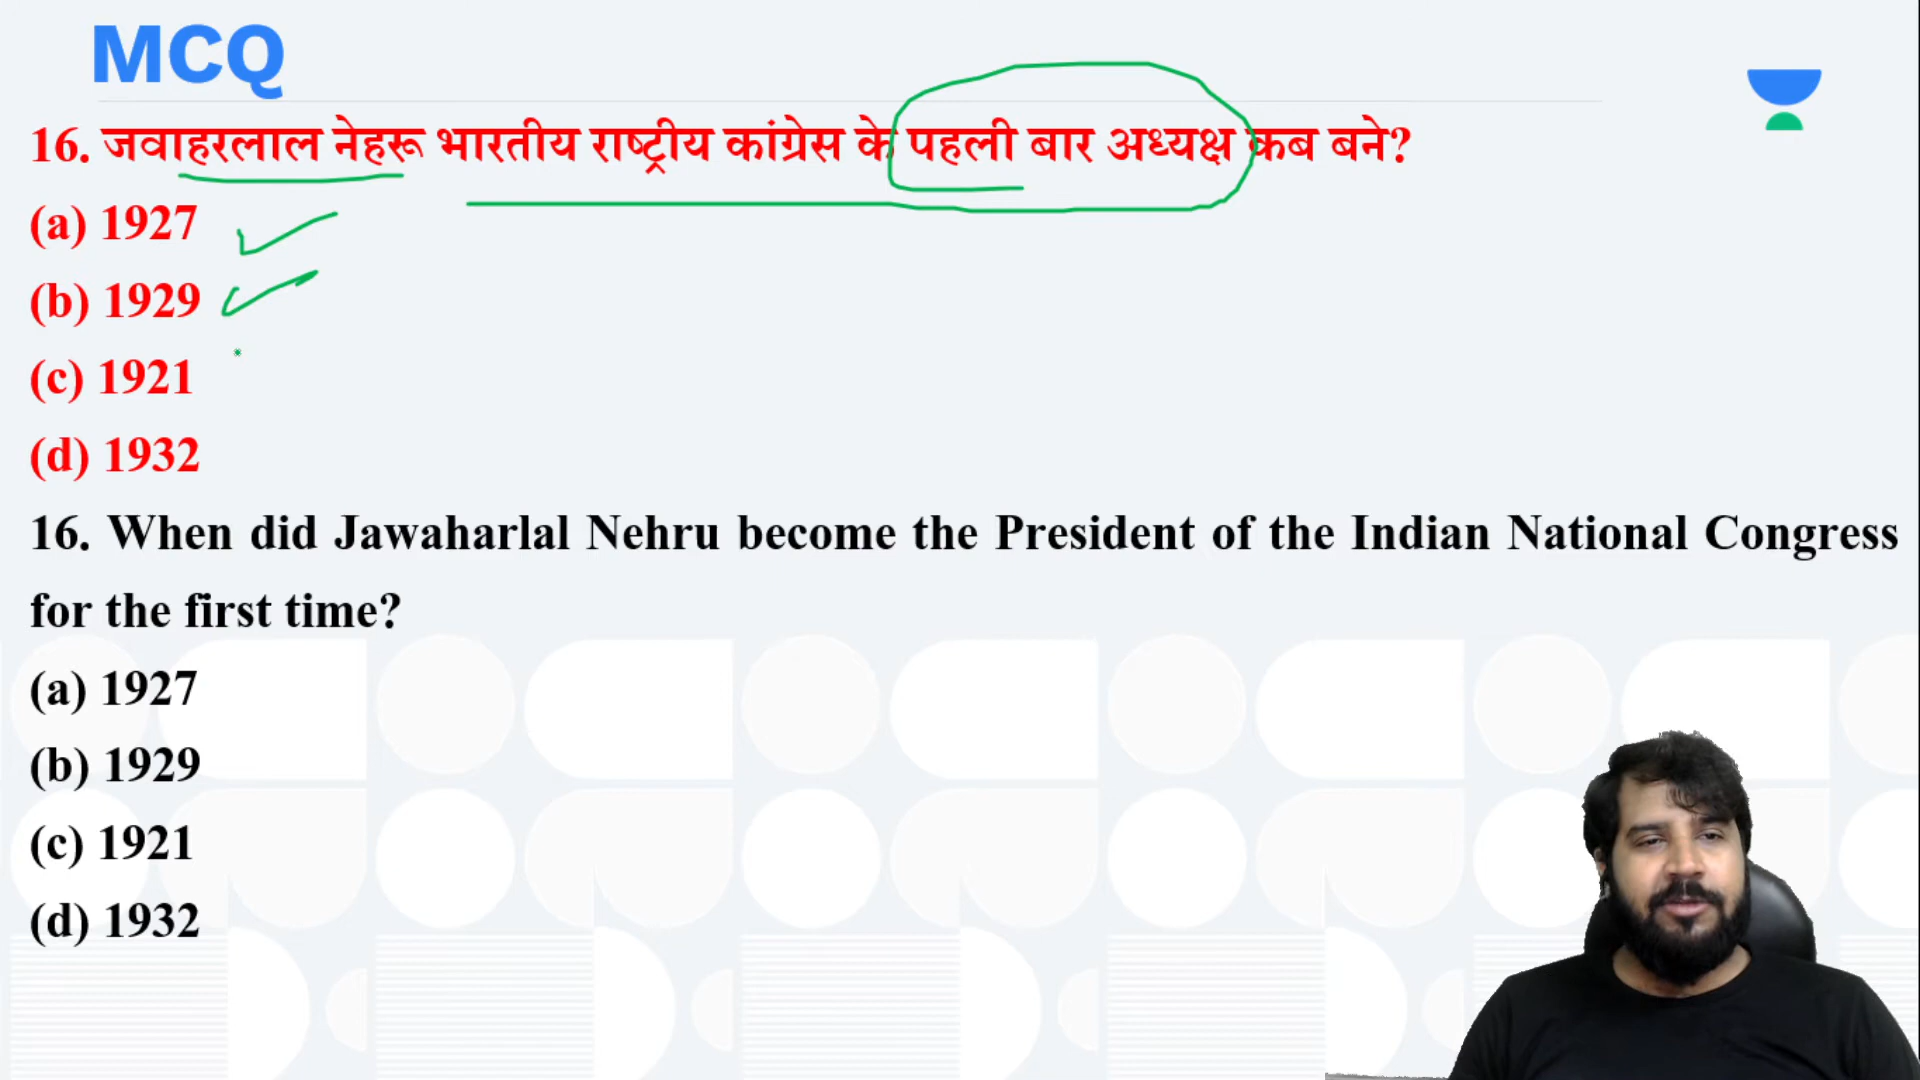 MCQ
16. जवाहरलाल नेहरू भारतीय राष्ट्रीय कांग्रेस के पहली बार अध्यक्ष कब बने?
(a) 1927
(b) 1929
(c) 1921
(d) 1932
16. When did Jawaharlal Nehru become the President of the Indian National Congress
for the first time?
(a) 1927
(b) 1929
(c) 1921
(d) 1932